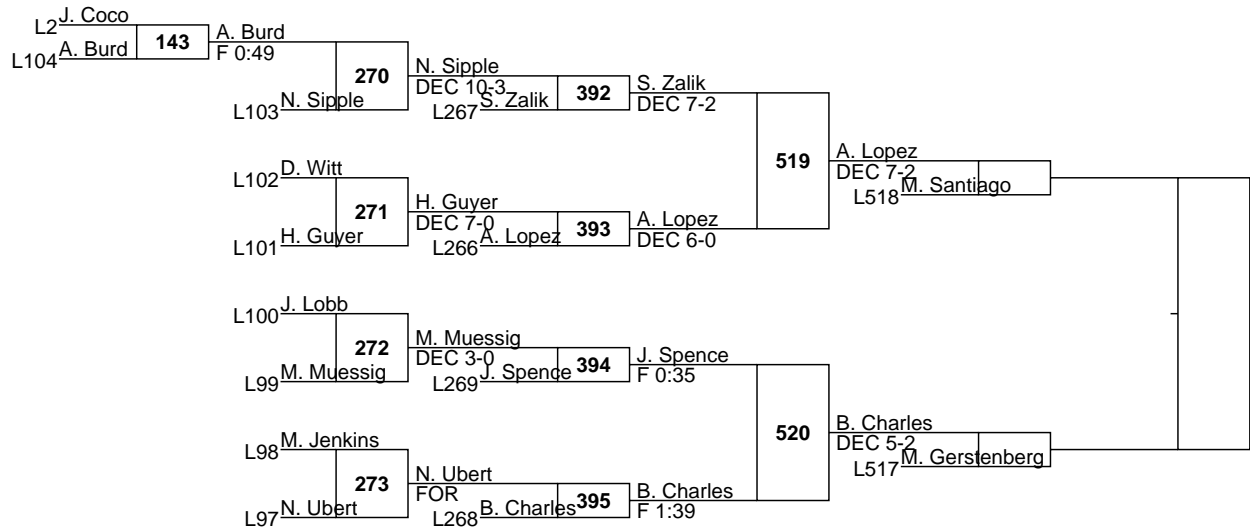 J. Coco
L2
143
A. Burd
A. Burd
L104
F 0:49
270
N. Sipple
DEC 10-3
N. Sipple
L103
S. Zalik
L267
392
S. Zalik
DEC 7-2
519
A. Lopez
DEC 7-2
M. Santiago
L518
D. Witt
L102
271
H. Guyer
DEC 7-0
H. Guyer
L101
A. Lopez
L266
393
A. Lopez
DEC 6-0
J. Lobb
L100
272
M. Muessig
DEC 3-0
M. Muessig
L99
J. Spence
L269
394
J. Spence
F 0:35
520
B. Charles
DEC 5-2
M. Gerstenberg
L517
M. Jenkins
L98
273
N. Ubert
FOR
N. Ubert
L97
B. Charles
L268
395
B. Charles
F 1:39